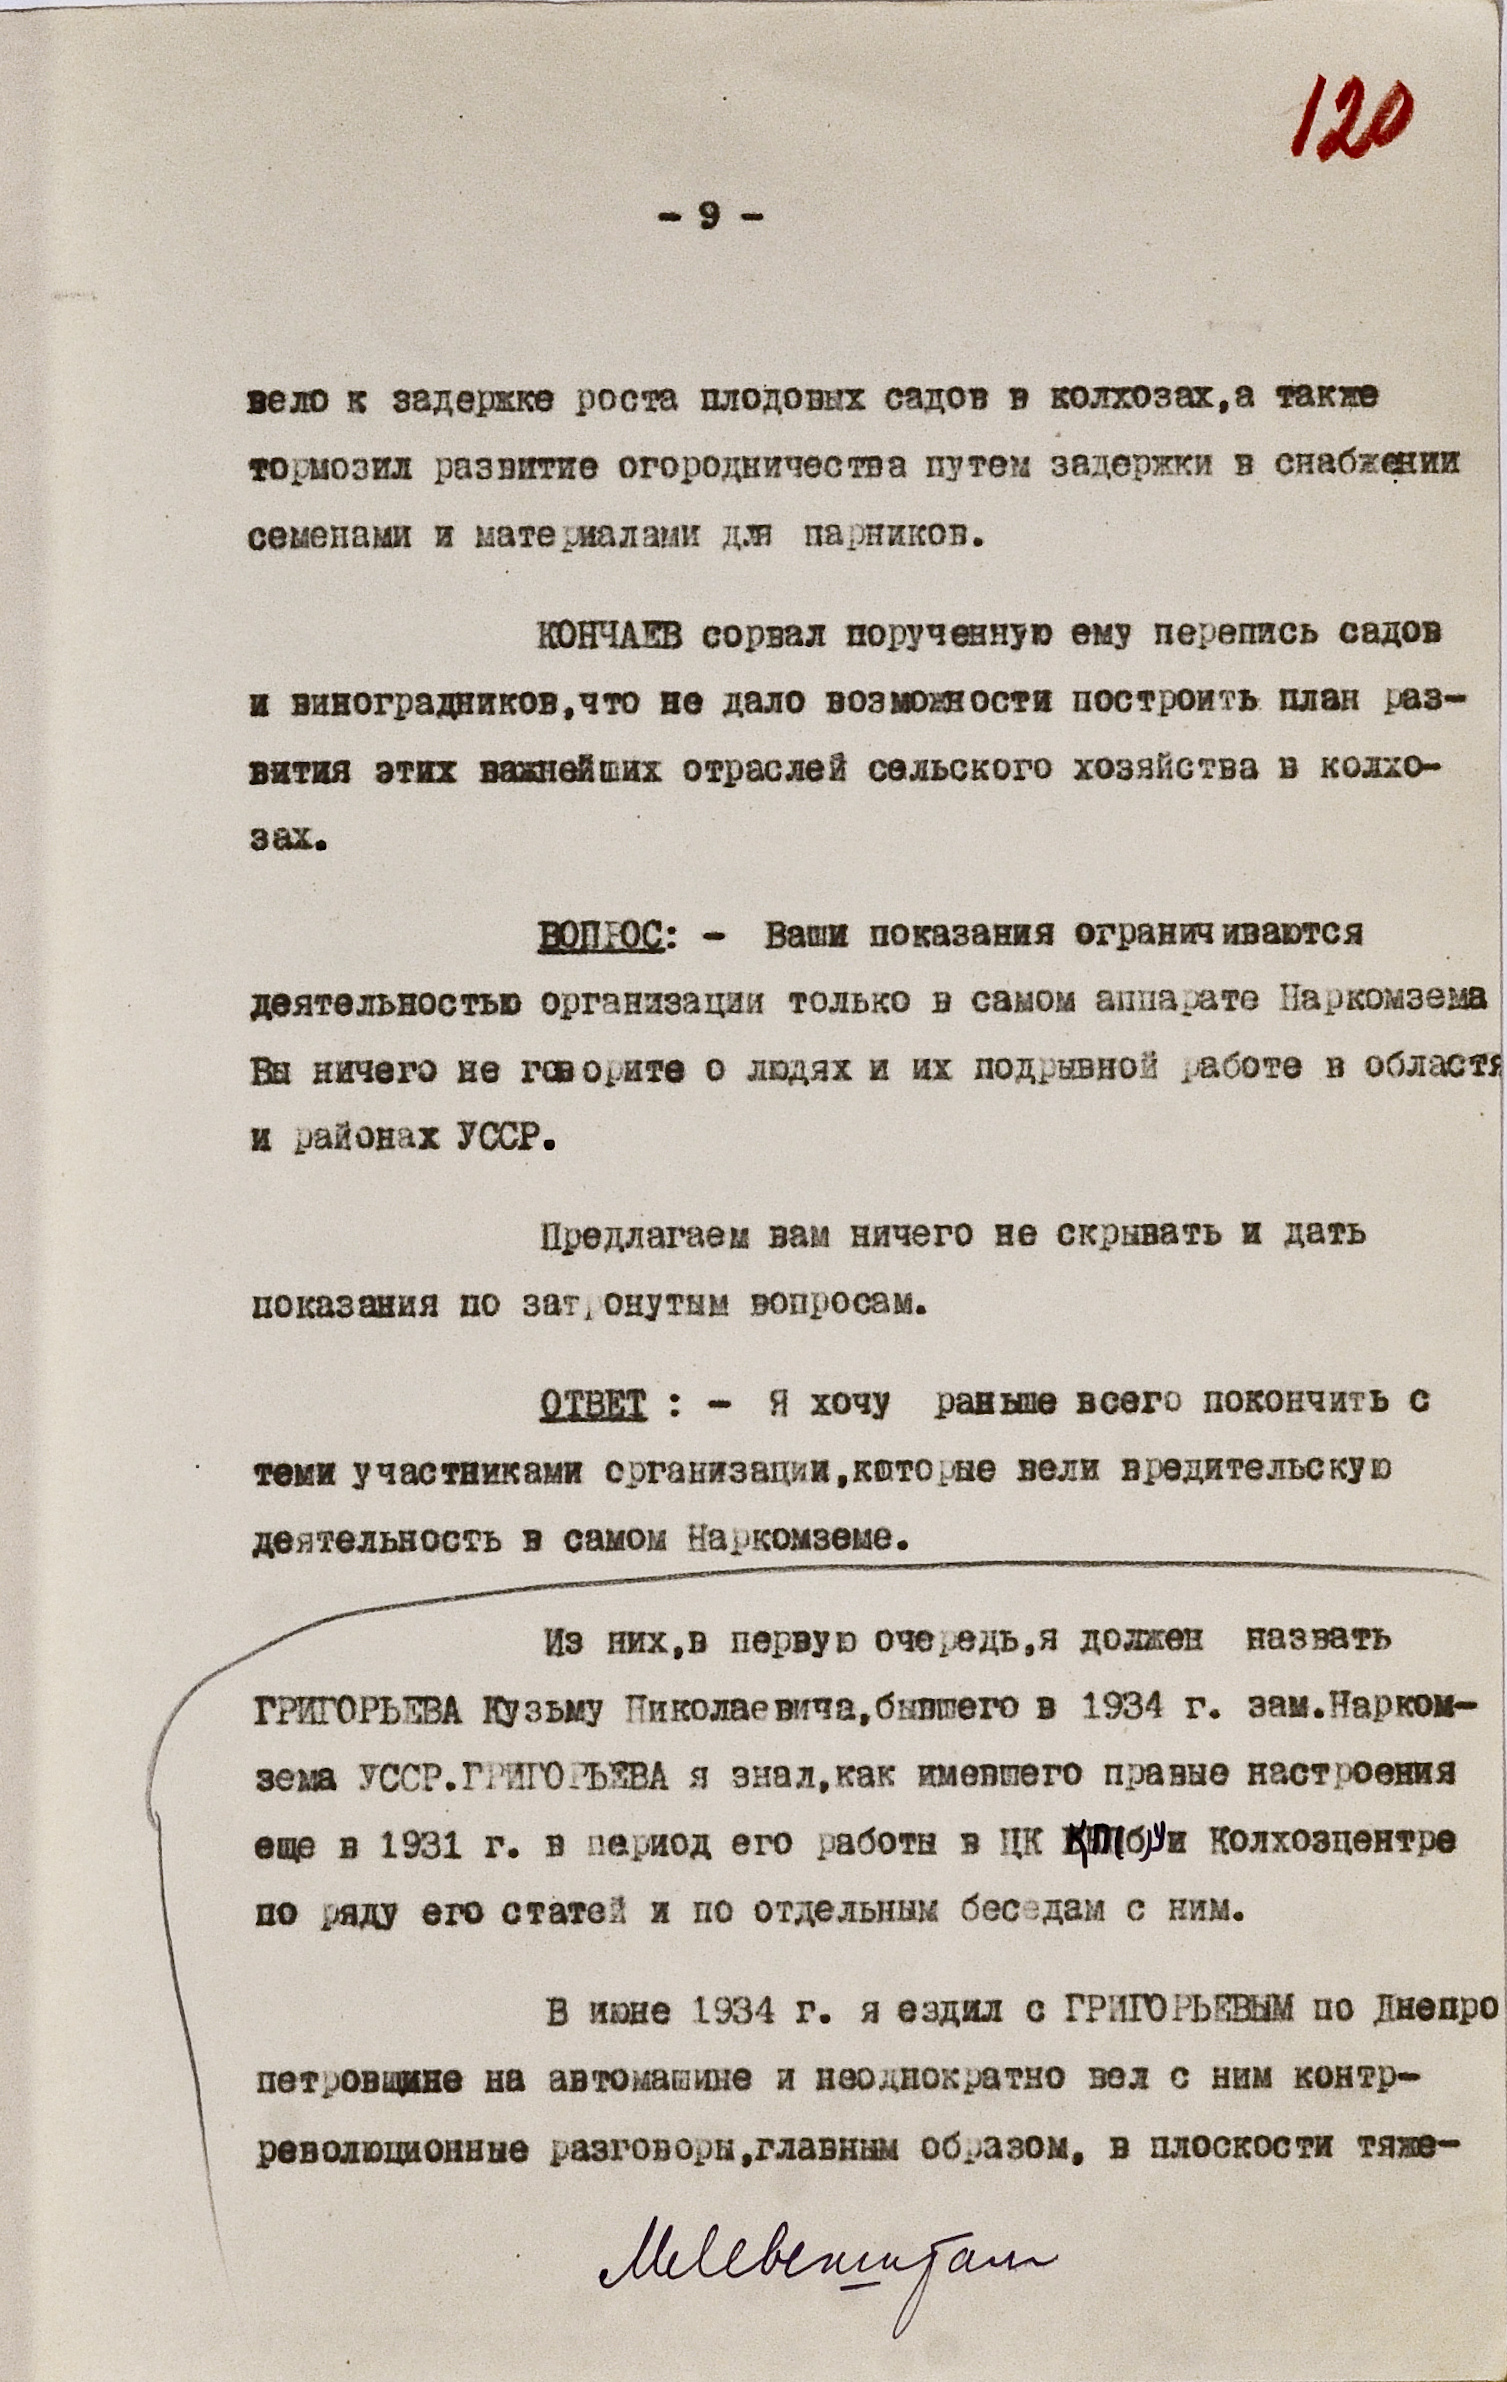 120
- 9 -
вело к задержке роста плодовых садов в колхозах,а также
тормозил развитие огородничества путем задержки в снабжении
семенами и материалами для парников.
КОНЧАЕВ сорвал порученную ему перепись садов
и виноградников,что не дало возможности построить план раз-
вития этих важнейших отраслей сельского хозяйства в колхо-
зах.
ВОПРОС: - Ваши показания ограничиваются
деятельностью организации только в самом аппарате Наркомзема
Вы ничего не говорите о людях и их подрывной работе в областя
и районах УССР.
Предлагаем вам ничего не скрывать и дать
показания по затронутым вопросам.
ОТВЕТ : - Я хочу раньше всего покончить с
теми участниками организации,которые вели вредительскую
деятельность в самом Наркомземе.
Из них,в первую очередь,я должен назвать
ГРИГОРЬЕВА Кузьму Николаевича,бывшего в 1934 г. зам.Нарком-
зема УССР.ГРИГОРЬЕВА я знал,как имевшего правые настроения
еще в 1931 г. в период его работы в ЦК КП(б)У и Колхозцентре
по ряду его статей и по отдельным беседам с ним.
В июне 1934 г. я ездил с ГРИГОРЬЕВЫМ по Днепро
петровщине на автомашине и неоднократно вел с ним контр-
революционные разговоры,главным образом, в плоскости тяже-